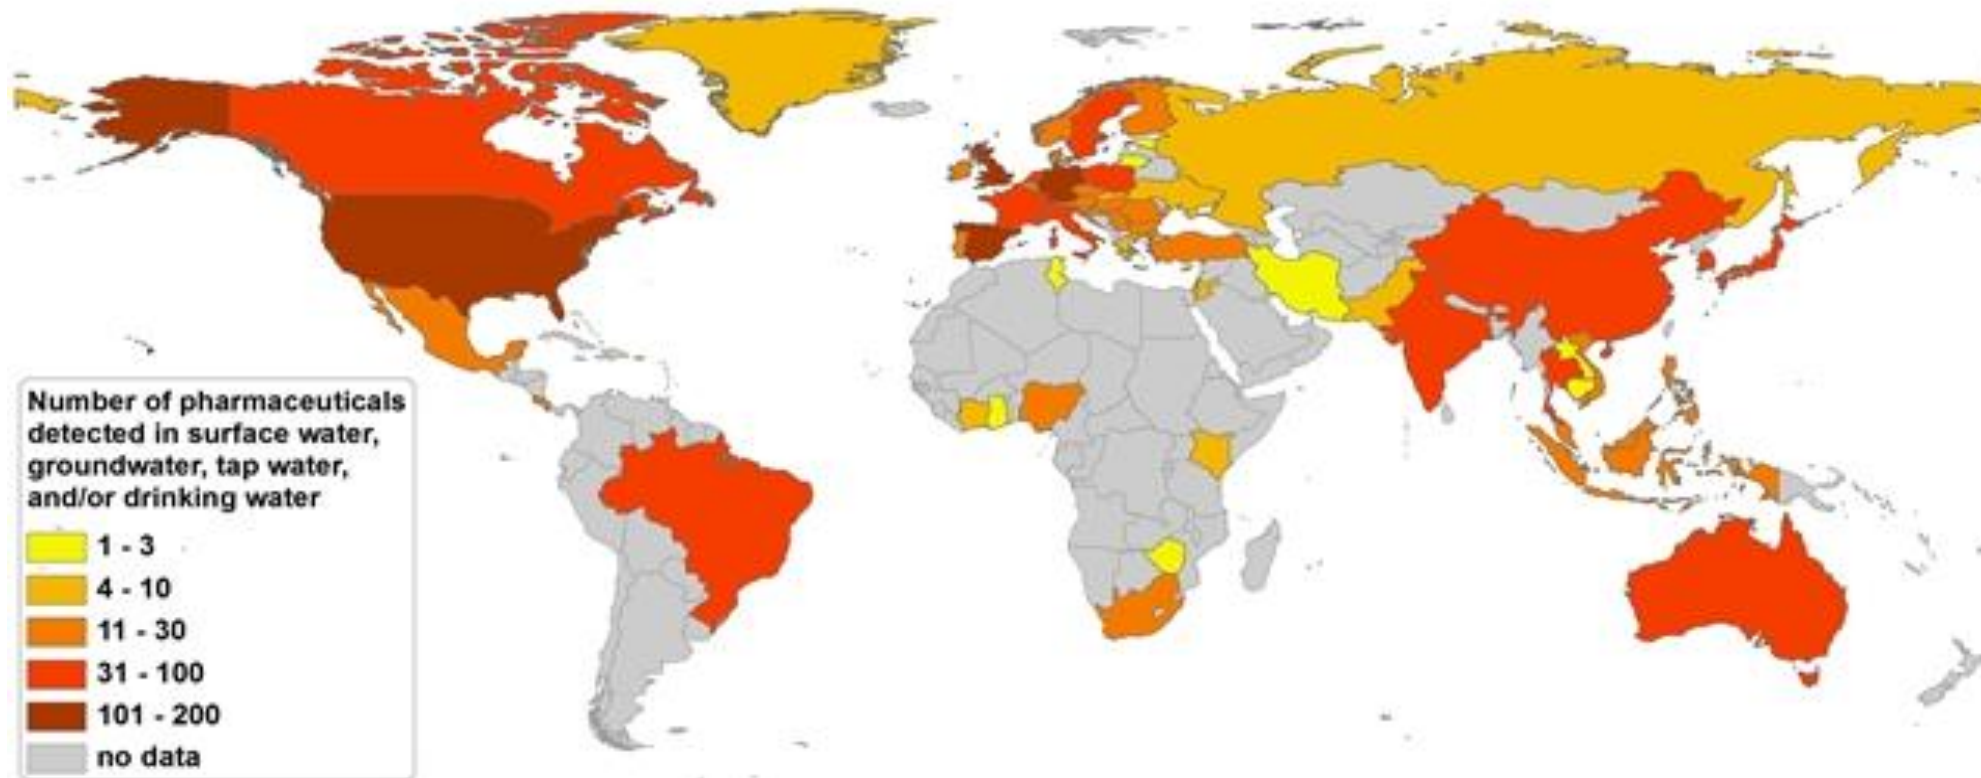 Number of pharmaceuticals
detected in surface water,
groundwater, tap water,
and/or drinking water
1 - 3
4 - 10
11 - 30
31 - 100
101 - 200
no data